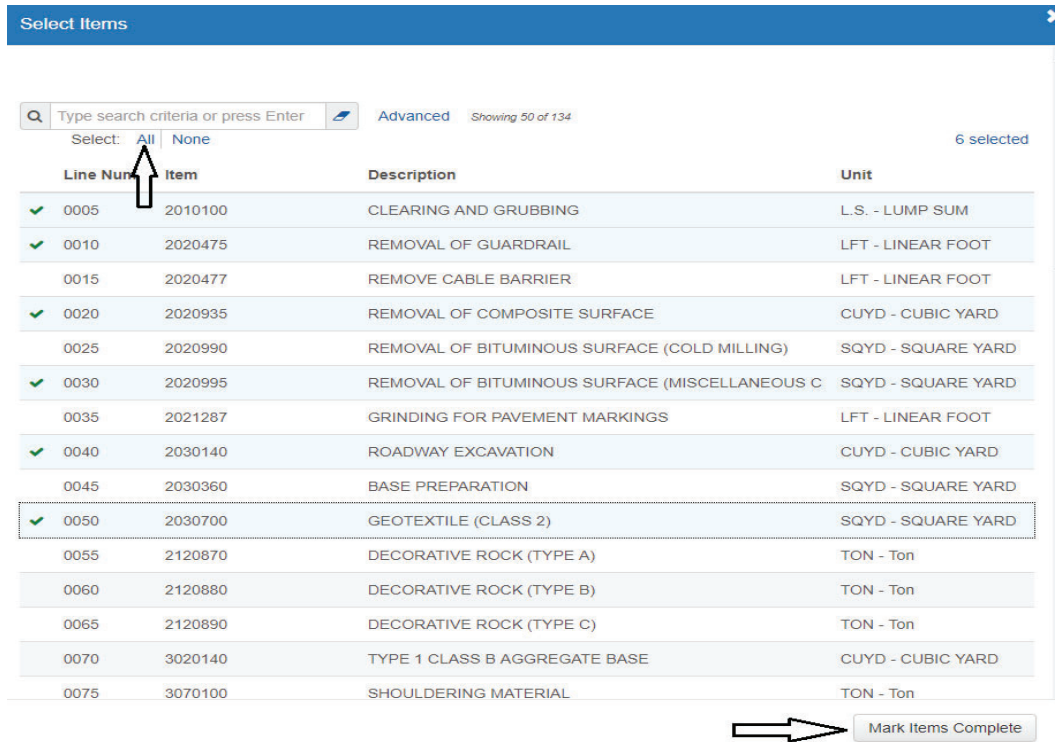 Select Items
Type search criteria or press Enter Advanced Showing 50 of 134
Select: All None 6 selected
Line Num Item Description Unit
0005 2010100 CLEARING AND GRUBBING L.S. - LUMP SUM
0010 2020475 REMOVAL OF GUARDRAIL LFT - LINEAR FOOT
0015 2020477 REMOVE CABLE BARRIER LFT - LINEAR FOOT
0020 2020935 REMOVAL OF COMPOSITE SURFACE CUYD - CUBIC YARD
0025 2020990 REMOVAL OF BITUMINOUS SURFACE (COLD MILLING) SQYD - SQUARE YARD
0030 2020995 REMOVAL OF BITUMINOUS SURFACE (MISCELLANEOUS C SQYD - SQUARE YARD
0035 2021287 GRINDING FOR PAVEMENT MARKINGS LFT - LINEAR FOOT
0040 2030140 ROADWAY EXCAVATION CUYD - CUBIC YARD
0045 2030360 BASE PREPARATION SQYD - SQUARE YARD
0050 2030700 GEOTEXTILE (CLASS 2) SQYD - SQUARE YARD
0055 2120870 DECORATIVE ROCK (TYPE A) TON - Ton
0060 2120880 DECORATIVE ROCK (TYPE B) TON - Ton
0065 2120890 DECORATIVE ROCK (TYPE C) TON - Ton
0070 3020140 TYPE 1 CLASS B AGGREGATE BASE CUYD - CUBIC YARD
0075 3070100 SHOULDERING MATERIAL TON - Ton
Mark Items Complete